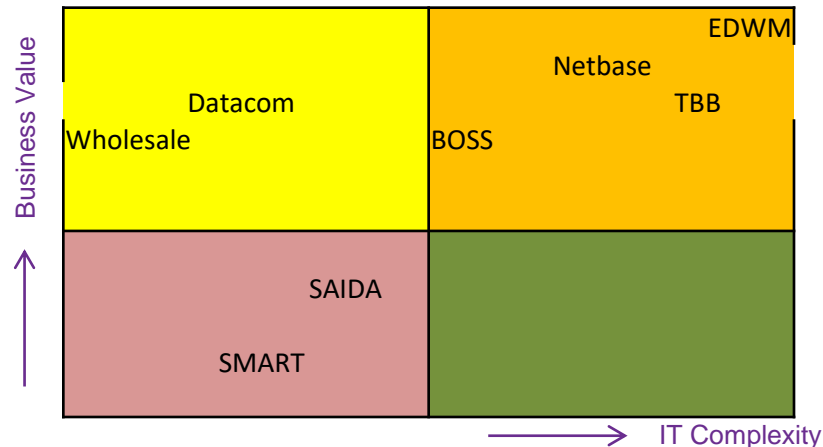 EDWM
Netbase
Datacom
TBB
Wholesale
BOSS
Business Value
SAIDA
SMART
IT Complexity